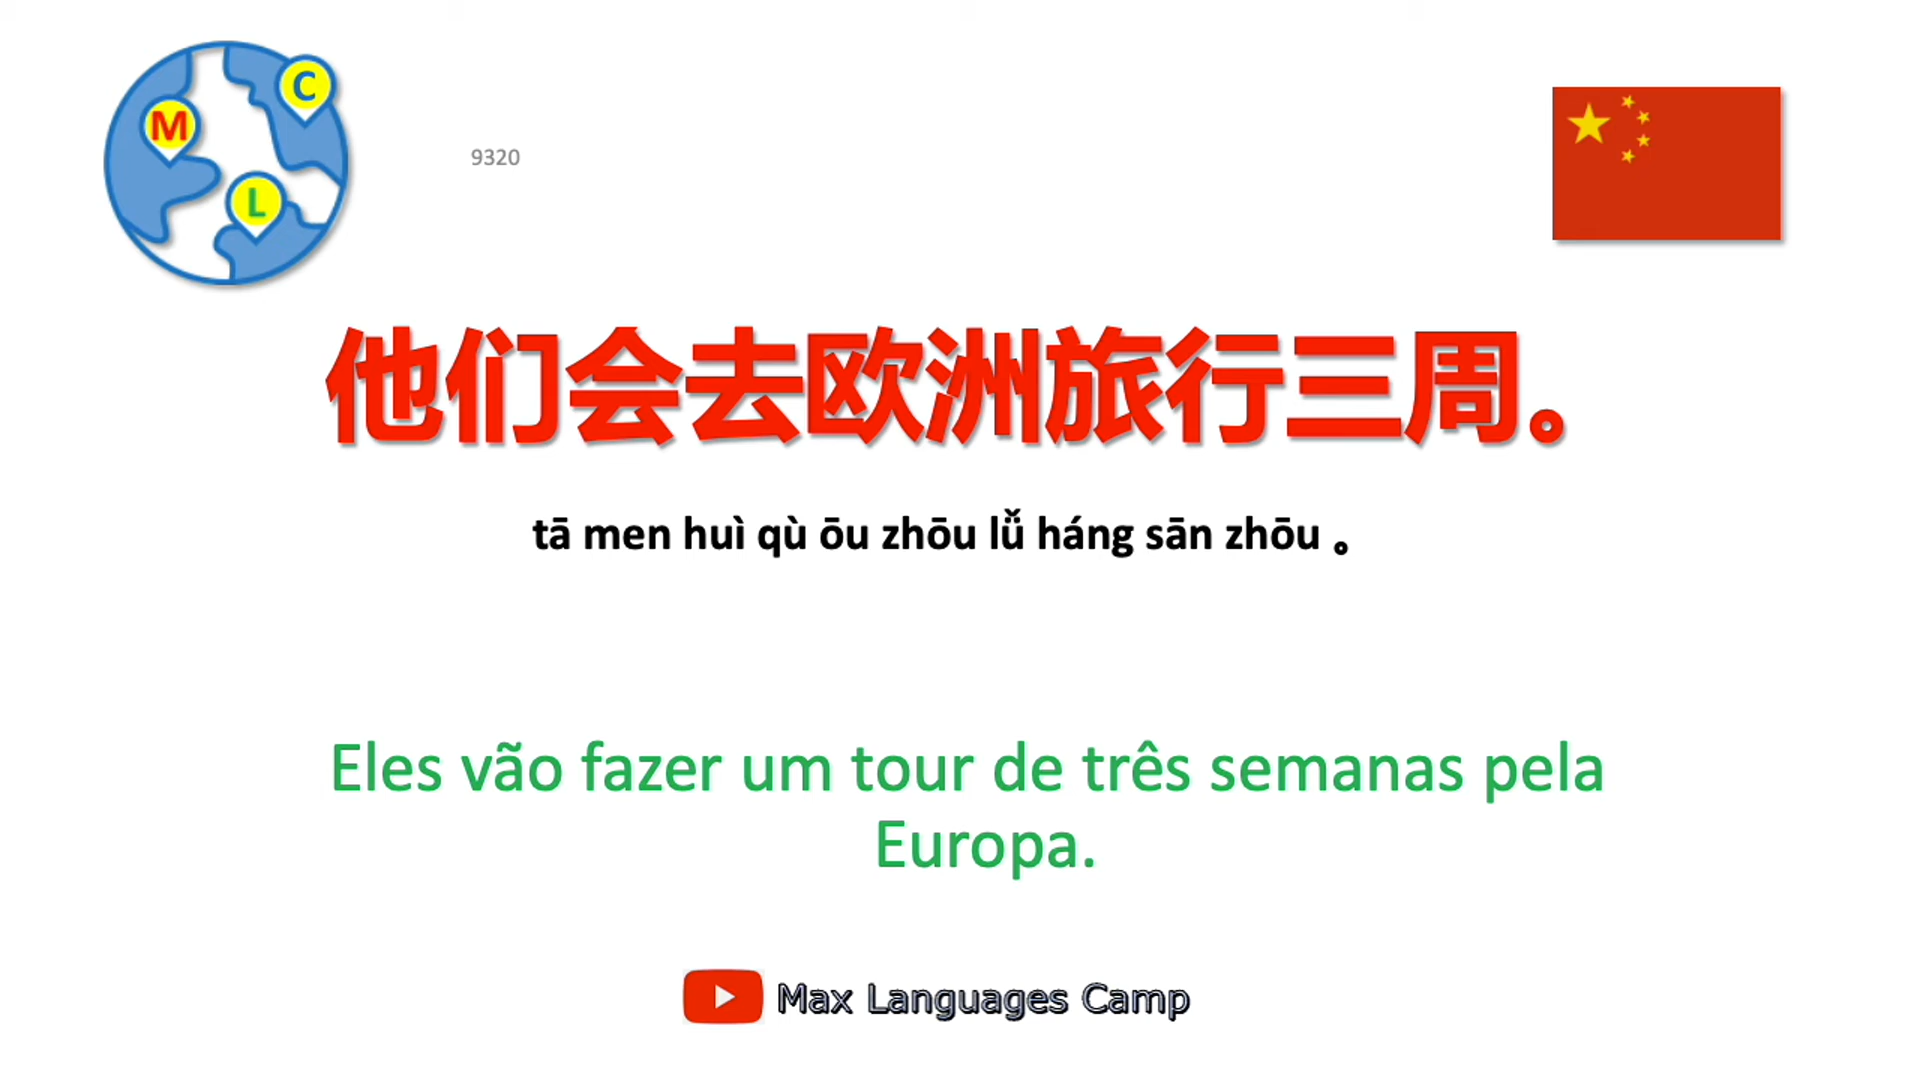 C
M
9320
L
他们会去欧洲旅行三周。
tā men huì qù ōu zhōu lǚ háng sān zhōu 。
Eles vão fazer um tour de três semanas pela
Europa.
Max Languages Camp